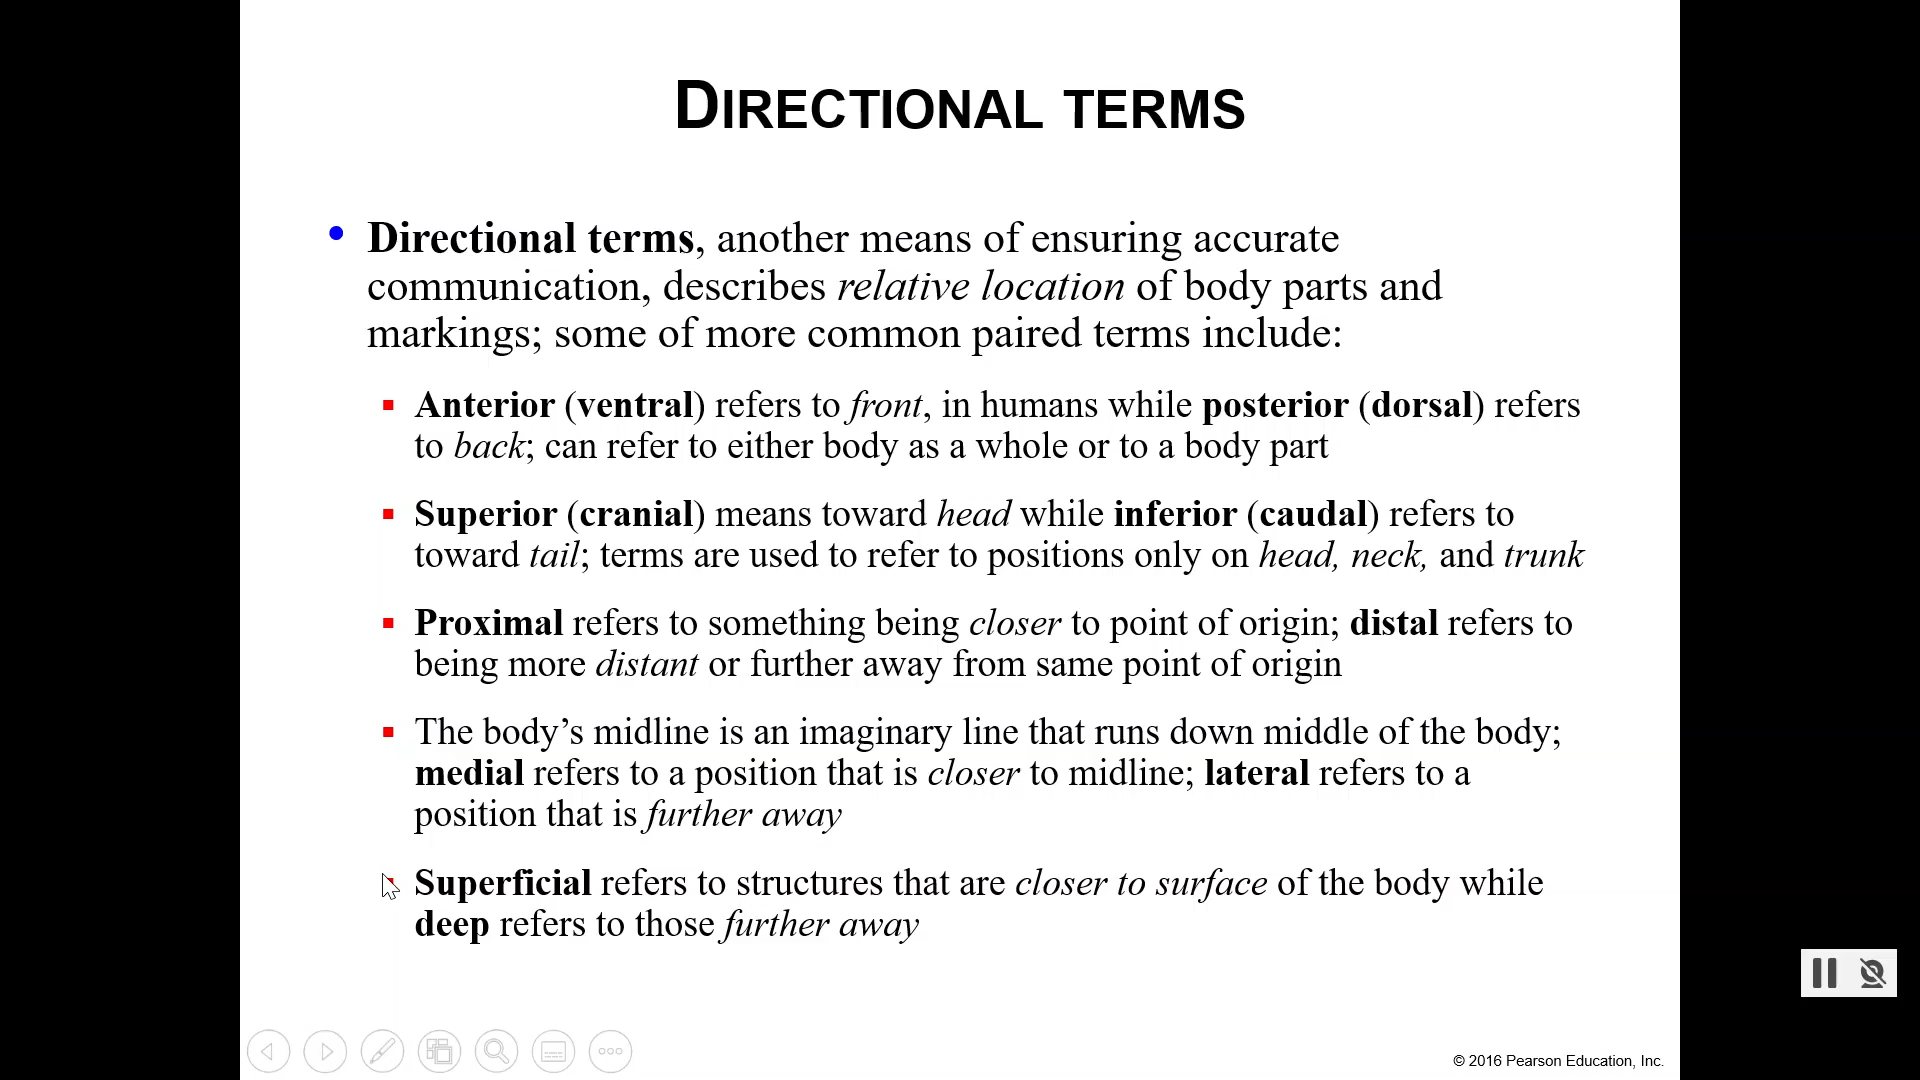 DIRECTIONAL TERMS
Directional terms, another means of ensuring accurate
communication, describes relative location of body parts and
markings; some of more common paired terms include:
Anterior (ventral) refers to front, in humans while posterior (dorsal) refers
to back; can refer to either body as a whole or to a body part
Superior (cranial) means toward head while inferior (caudal) refers to
toward tail; terms are used to refer to positions only on head, neck, and trunk
Proximal refers to something being closer to point of origin; distal refers to
being more distant or further away from same point of origin
The body’s midline is an imaginary line that runs down middle of the body;
medial refers to a position that is closer to midline; lateral refers to a
position that is further away
Superficial refers to structures that are closer to surface of the body while
deep refers to those further away
© 2016 Pearson Education, Inc.